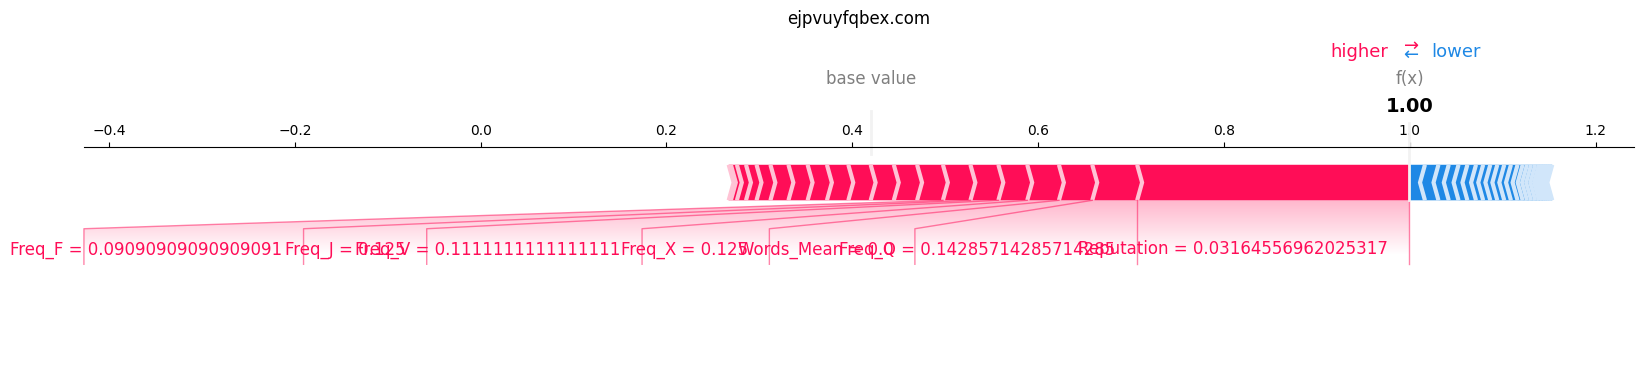 ejpvuyfqbex.com
higher ⇄ lower
base value f(x)
1.00
−0.4 −0.2 0.0 0.2 0.4 0.6 0.8 1.0 1.2
Freq_F = 0.09090909090909091 Freq_J = 0.125 Freq_V = 0.1111111111111111 Freq_X = 0.125 Words_Mean = 0.0 Freq_Q = 0.14285714285714285 Reputation = 0.03164556962025317